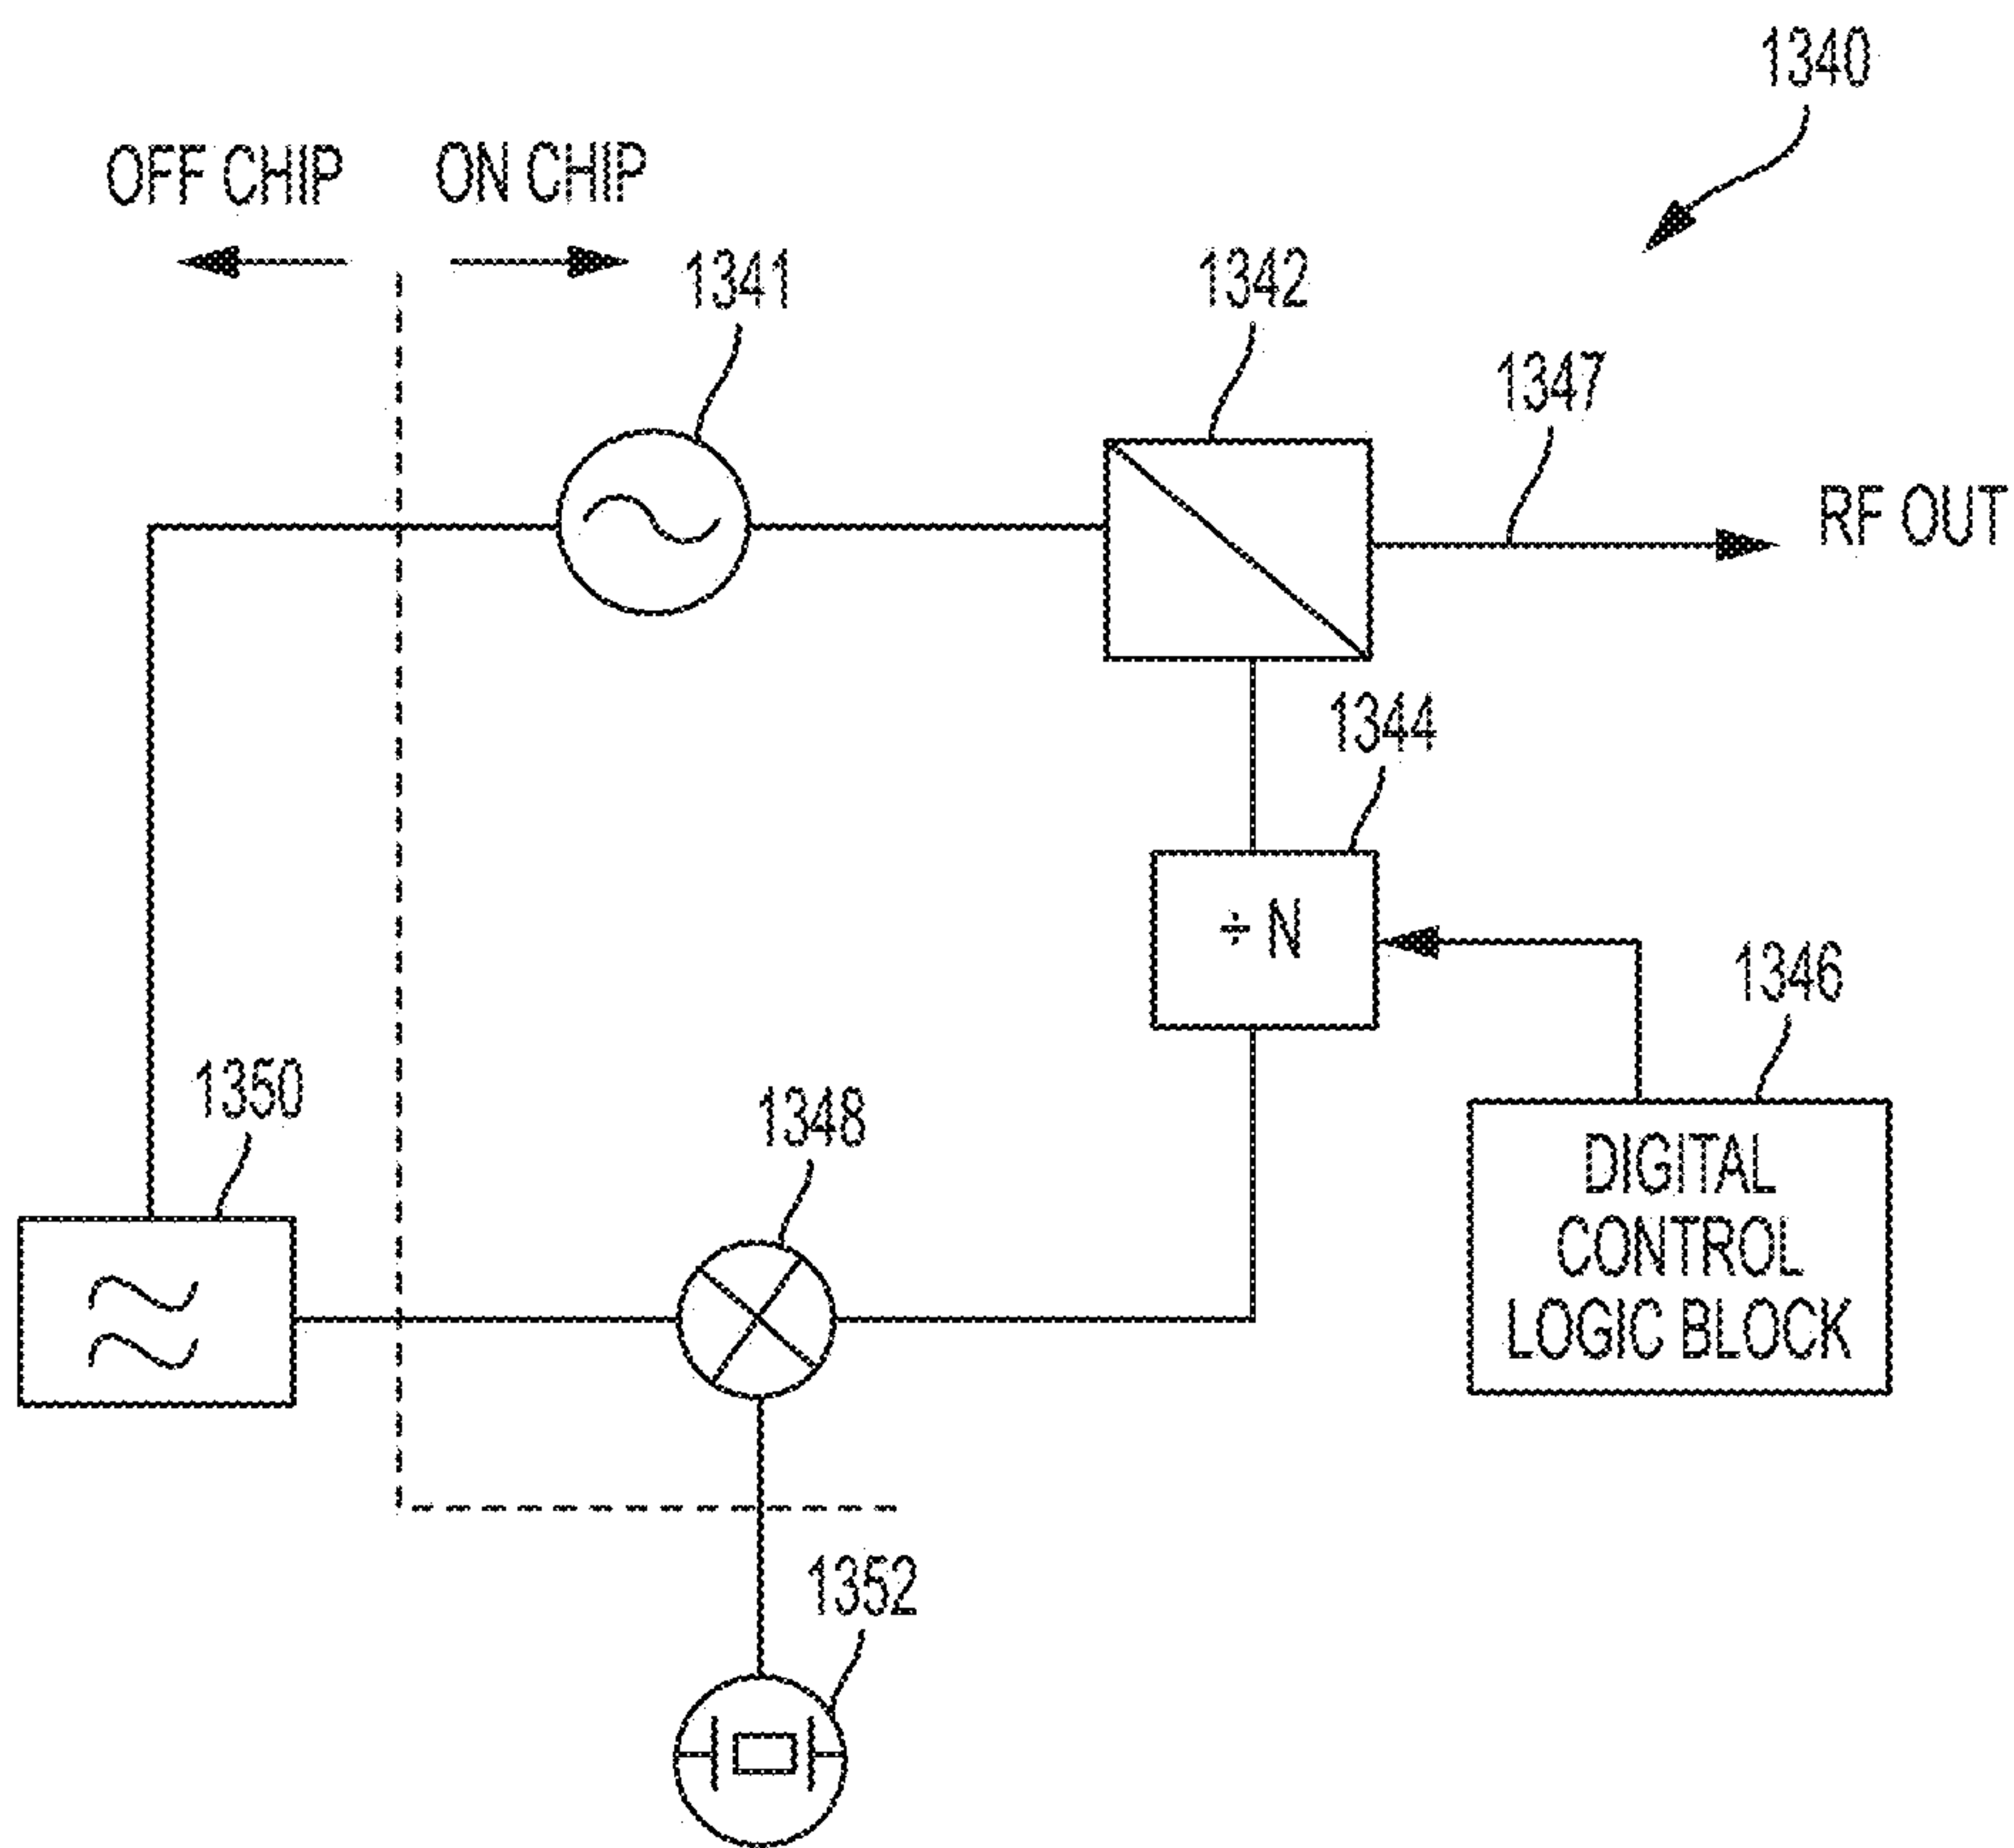 1340
OFF CHIP
ON CHIP
1341
1342
1347
RF OUT
1344
÷ N
1346
1350
1348
DIGITAL
CONTROL
LOGIC BLOCK
1352